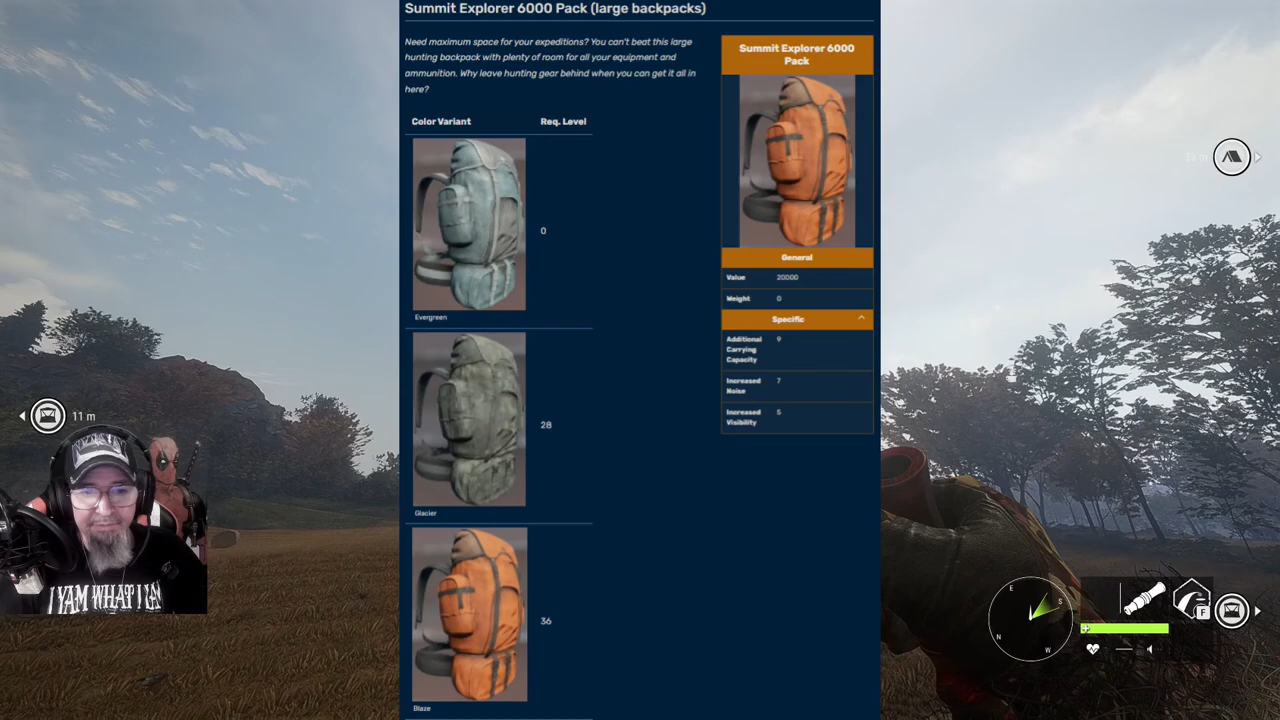 Summit Explorer 6000 Pack (large backpacks)
Need maximum space for your expeditions? You can't beat this large
hunting backpack with plenty of room for all your equipment and
ammunition. Why leave hunting gear behind when you can get it all in
here?
Color Variant Req. Level
0
Evergreen
28
Glacier
36
Blaze
Summit Explorer 6000
Pack
General
Value 20000
Weight 0
Specific
Additional
Carrying
Capacity
9
Increased
Noise
7
Increased
Visibility
5
11 m
I YAM WHAT I
E
S
N
W
F